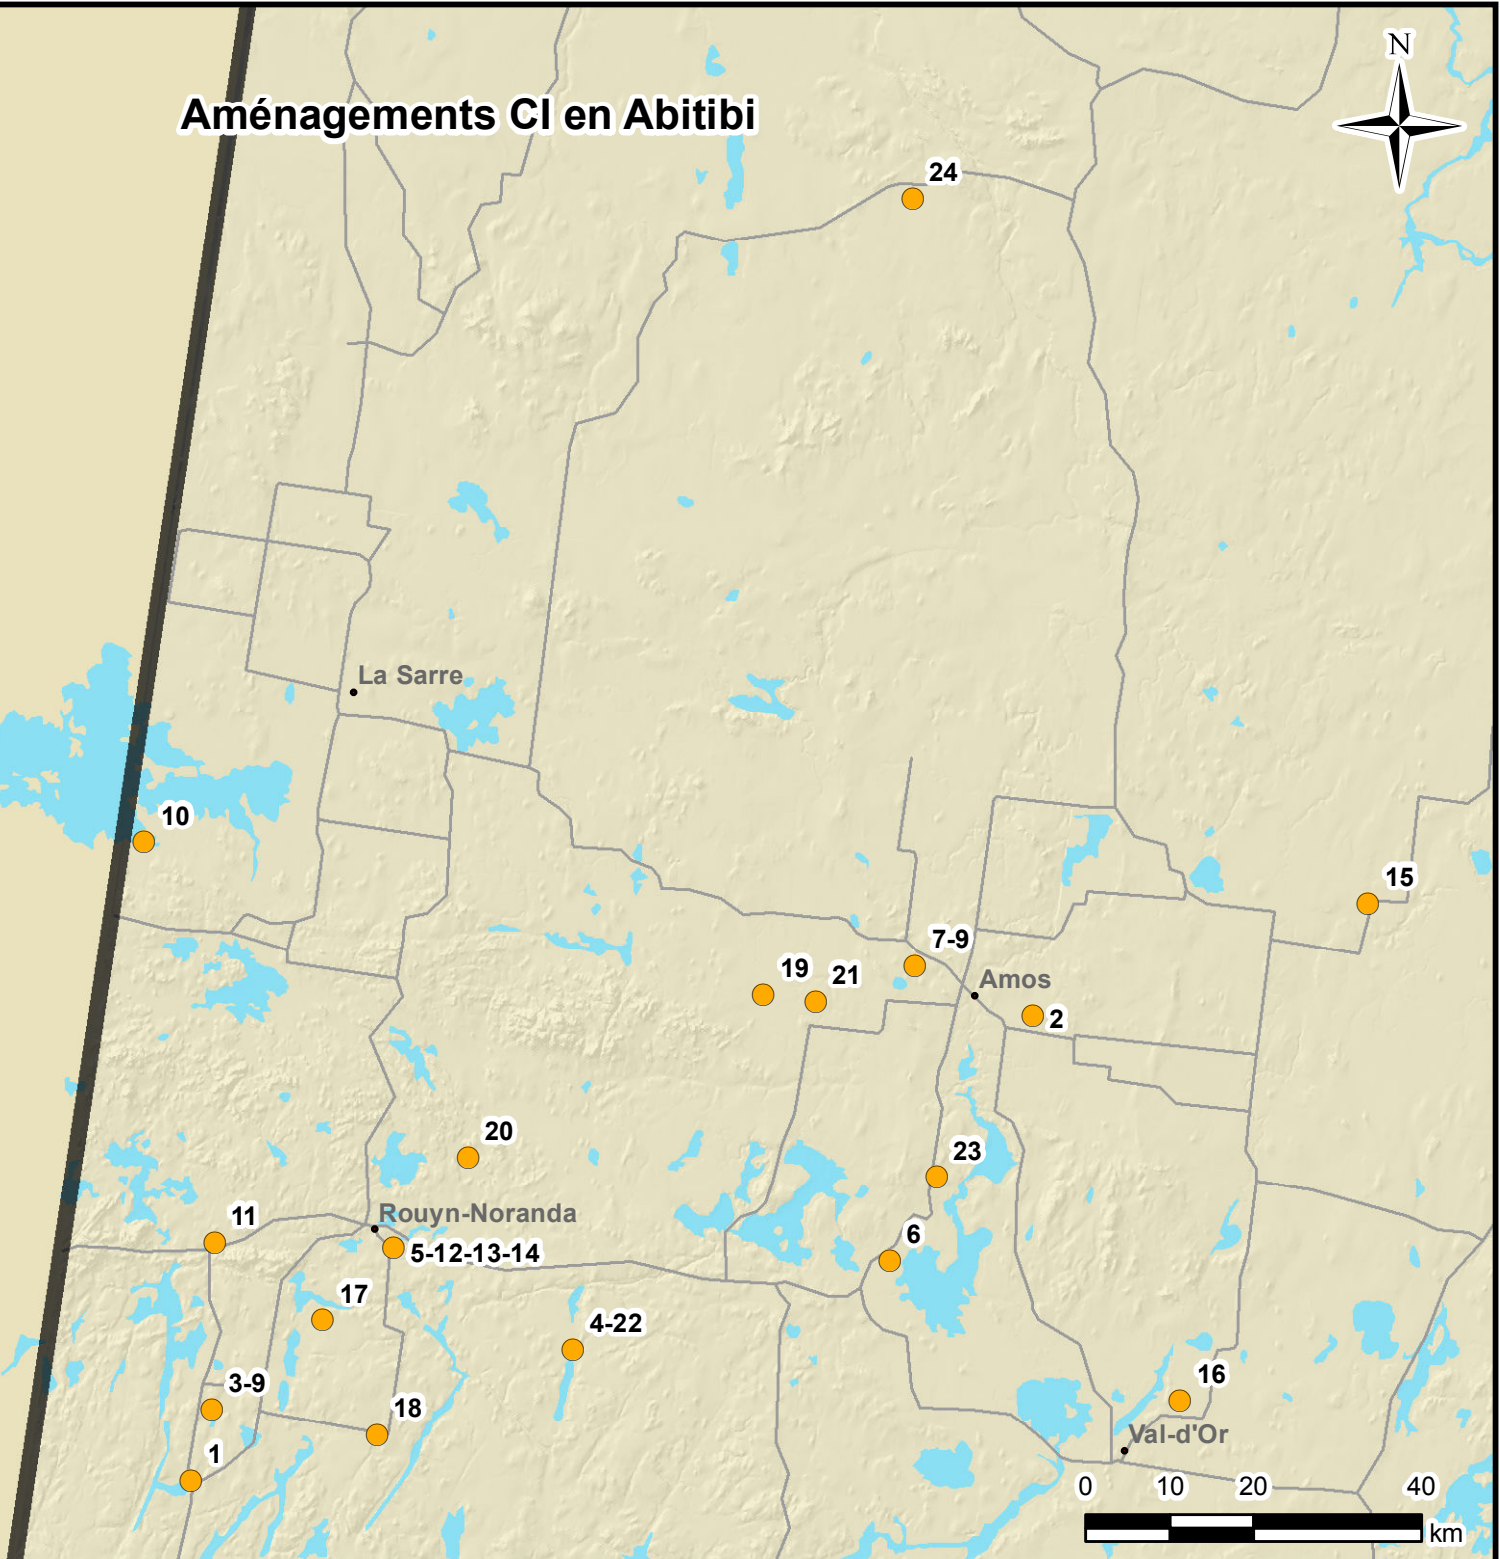 N
Aménagements CI en Abitibi
24
La Sarre
10
15
7-9
19
21
Amos
2
20
23
11
Rouyn-Noranda
5-12-13-14
6
17
4-22
16
3-9
18
Val-d'Or
1
0 10 20 40
km